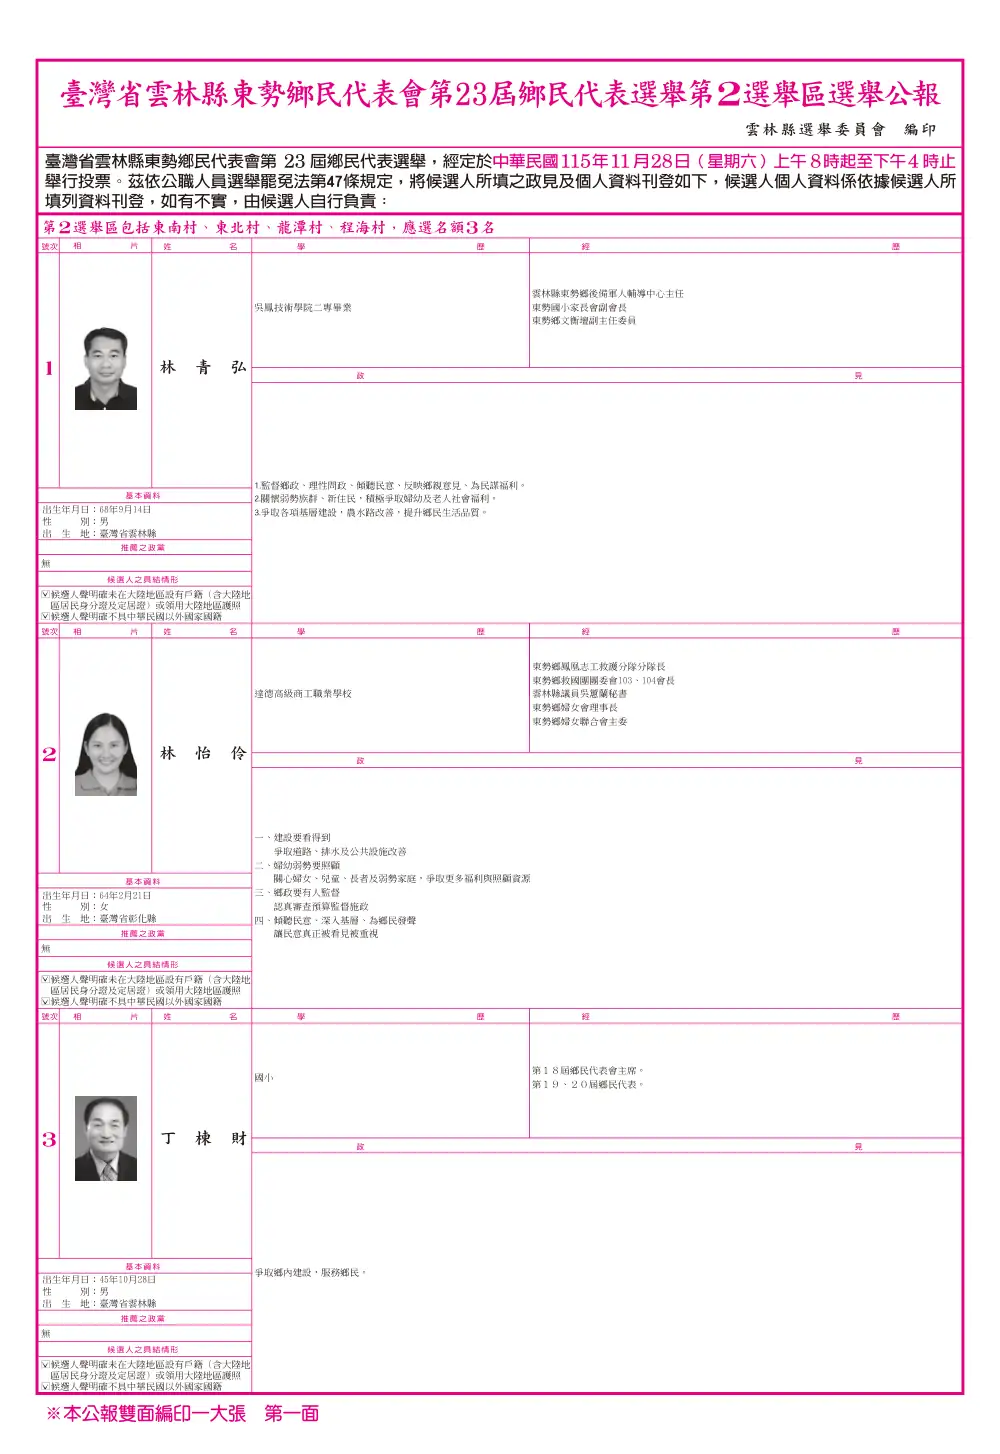 臺灣省雲林縣東勢鄉民代表會第23屆鄉民代表選舉第2選舉區選舉公報
雲林縣選舉委員會　編印
臺灣省雲林縣東勢鄉民代表會第 23 屆鄉民代表選舉，經定於中華民國115年11月28日（星期六）上午8時起至下午4時止
舉行投票。茲依公職人員選舉罷免法第47條規定，將候選人所填之政見及個人資料刊登如下，候選人個人資料係依據候選人所
填列資料刊登，如有不實，由候選人自行負責：
第2選舉區包括東南村、東北村、龍潭村、程海村，應選名額3名
號次 相　片 姓　名 學　歷 經　歷
1
林　青　弘
吳鳳技術學院二專畢業
雲林縣東勢鄉後備軍人輔導中心主任
東勢國小家長會副會長
東勢鄉文衡壇副主任委員
政　見
1.監督鄉政、理性問政、傾聽民意、反映鄉親意見、為民謀福利。
2.關懷弱勢族群、新住民，積極爭取婦幼及老人社會福利。
3.爭取各項基層建設，農水路改善，提升鄉民生活品質。
基本資料
出生年月日：68年9月14日
性　　別：男
出　生　地：臺灣省雲林縣
推薦之政黨
無
候選人之具結情形
☑候選人聲明確未在大陸地區設有戶籍（含大陸地
區居民身分證及定居證）或領用大陸地區護照
☑候選人聲明確不具中華民國以外國家國籍
號次 相　片 姓　名 學　歷 經　歷
2
林　怡　伶
達德高級商工職業學校
東勢鄉鳳凰志工救護分隊分隊長
東勢鄉救國團團委會103、104會長
雲林縣議員吳蕙蘭秘書
東勢鄉婦女會理事長
東勢鄉婦女聯合會主委
政　見
一、建設要看得到
爭取道路、排水及公共設施改善
二、婦幼弱勢要照顧
關心婦女、兒童、長者及弱勢家庭，爭取更多福利與照顧資源
三、鄉政要有人監督
認真審查預算監督施政
四、傾聽民意、深入基層、為鄉民發聲
讓民意真正被看見被重視
基本資料
出生年月日：64年2月21日
性　　別：女
出　生　地：臺灣省彰化縣
推薦之政黨
無
候選人之具結情形
☑候選人聲明確未在大陸地區設有戶籍（含大陸地
區居民身分證及定居證）或領用大陸地區護照
☑候選人聲明確不具中華民國以外國家國籍
號次 相　片 姓　名 學　歷 經　歷
3
丁　棟　財
國小
第１８屆鄉民代表會主席。
第１９、２０屆鄉民代表。
政　見
爭取鄉內建設，服務鄉民。
基本資料
出生年月日：45年10月28日
性　　別：男
出　生　地：臺灣省雲林縣
推薦之政黨
無
候選人之具結情形
☑候選人聲明確未在大陸地區設有戶籍（含大陸地
區居民身分證及定居證）或領用大陸地區護照
☑候選人聲明確不具中華民國以外國家國籍
※本公報雙面編印一大張　第一面